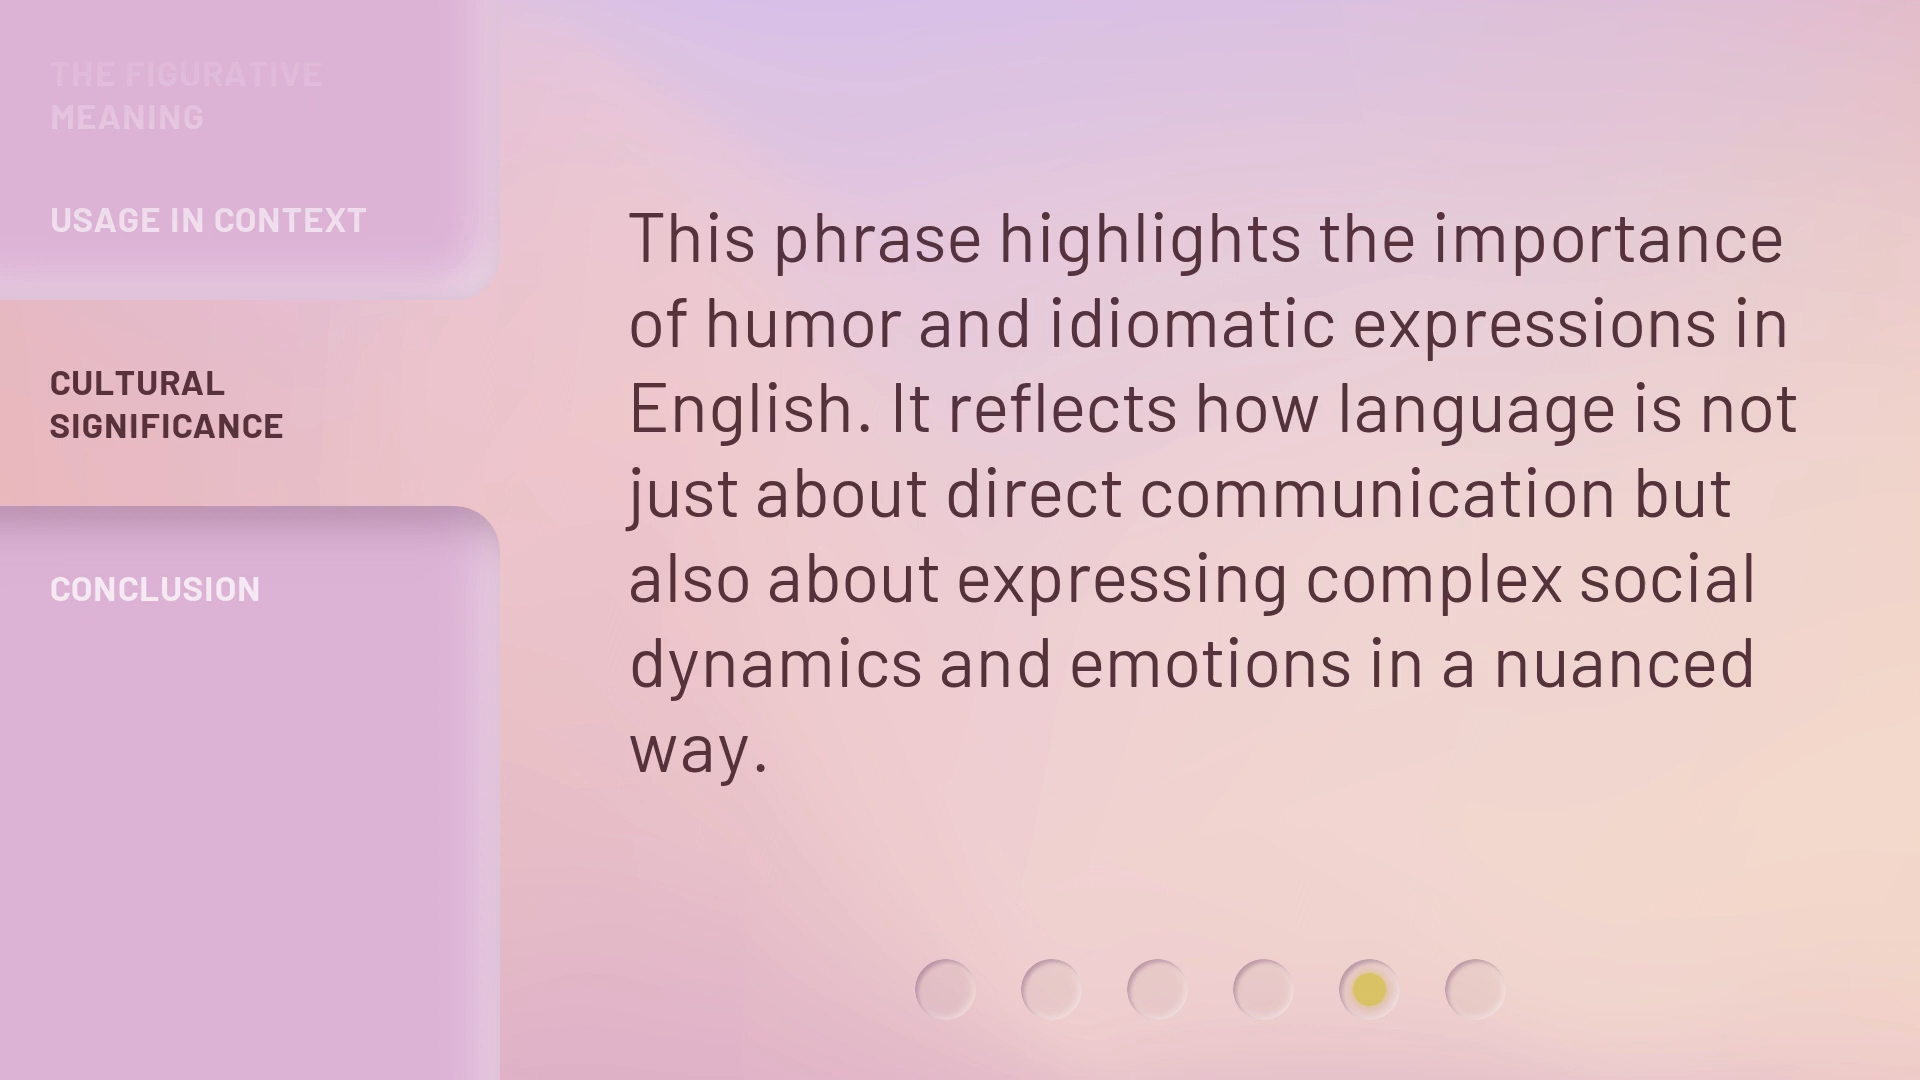 THE FIGURATIVE
MEANING
USAGE IN CONTEXT
CULTURAL
SIGNIFICANCE
CONCLUSION
This phrase highlights the importance
of humor and idiomatic expressions in
English. It reflects how language is not
just about direct communication but
also about expressing complex social
dynamics and emotions in a nuanced
way.